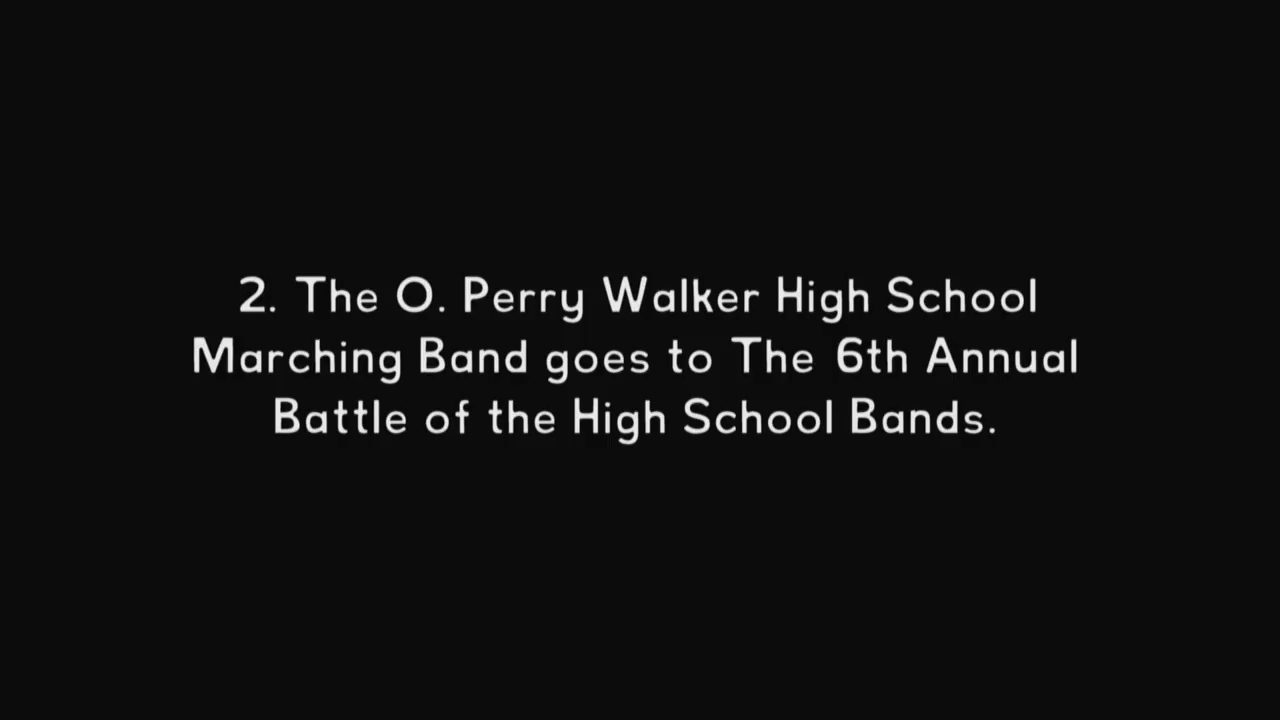 2. The O. Perry Walker High School
Marching Band goes to The 6th Annual
Battle of the High School Bands.